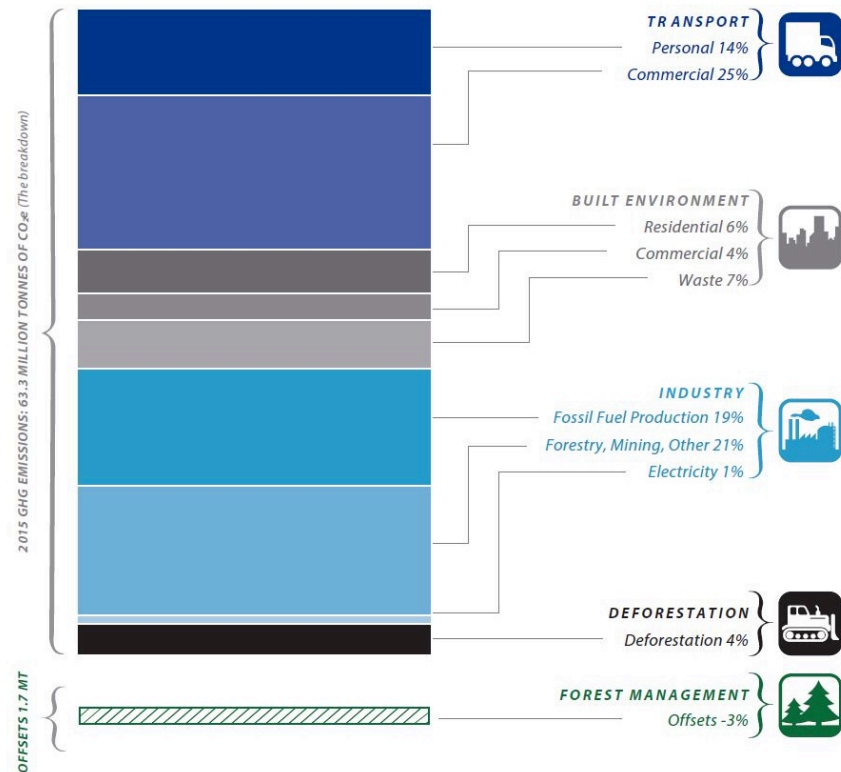 2015 GHG EMISSIONS: 63.3 MILLION TONNES OF CO₂e (The breakdown)
TRANSPORT
Personal 14%
Commercial 25%
BUILT ENVIRONMENT
Residential 6%
Commercial 4%
Waste 7%
INDUSTRY
Fossil Fuel Production 19%
Forestry, Mining, Other 21%
Electricity 1%
DEFORESTATION
Deforestation 4%
OFFSETS 1.7 MT
FOREST MANAGEMENT
Offsets -3%